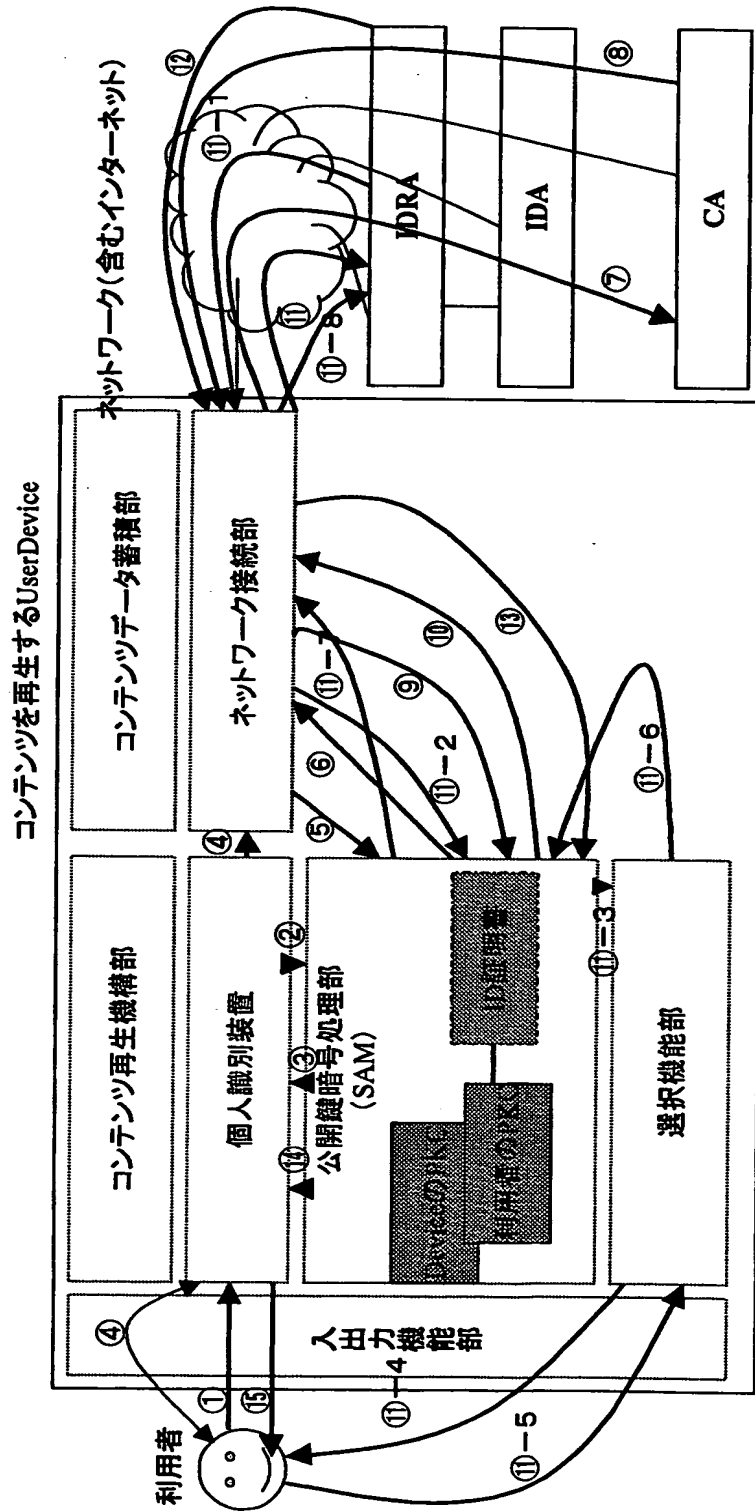 コンテンツを再生するUserDevice
ネットワーク(含むインターネット)
利用者
入出力機能部
コンテンツ再生機構部
コンテンツデータ蓄積部
個人識別装置
ネットワーク接続部
公開鍵暗号処理部
(SAM)
DeviceのPKC
利用者のPKC
ID証明書
選択機能部
IDRA
IDA
CA
①
②
③
④
④
⑤
⑥
⑦
⑧
⑨
⑩
⑪
⑪-1
⑪-2
⑪-3
⑪-4
⑪-5
⑪-6
⑪-7
⑪-8
⑫
⑬
⑭
⑮